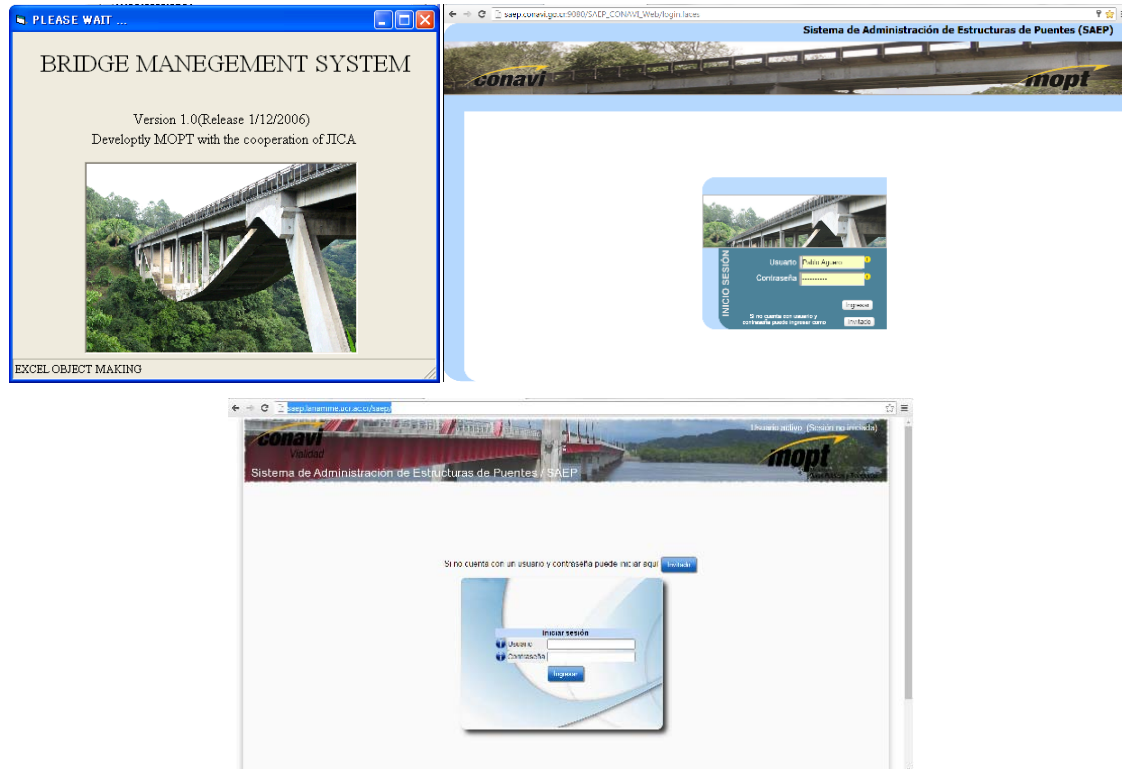 PLEASE WAIT ...
BRIDGE MANEGEMENT SYSTEM
Version 1.0(Release 1/12/2006)
Developtly MOPT with the cooperation of JICA
EXCEL OBJECT MAKING
saep.conavi.go.cr:9080/SAEP_CONAVI_Web/login.faces
Sistema de Administración de Estructuras de Puentes (SAEP)
conavi
mopt
INICIO SESIÓN
Usuario Pablo Aguero
Contraseña ----------
Ingresar
Si no cuenta con usuario y
contraseña puede ingresar como
Invitado
saep.lanamme.ucr.ac.cr/saep/
Usuario activo (Sesión no iniciada)
conavi
Vialidad
mopt
Sistema de Administración de Estructuras de Puentes / SAEP
Si no cuenta con un usuario y contraseña puede iniciar aquí Invitado
Iniciar sesión
Usuario
Contraseña
Ingresar